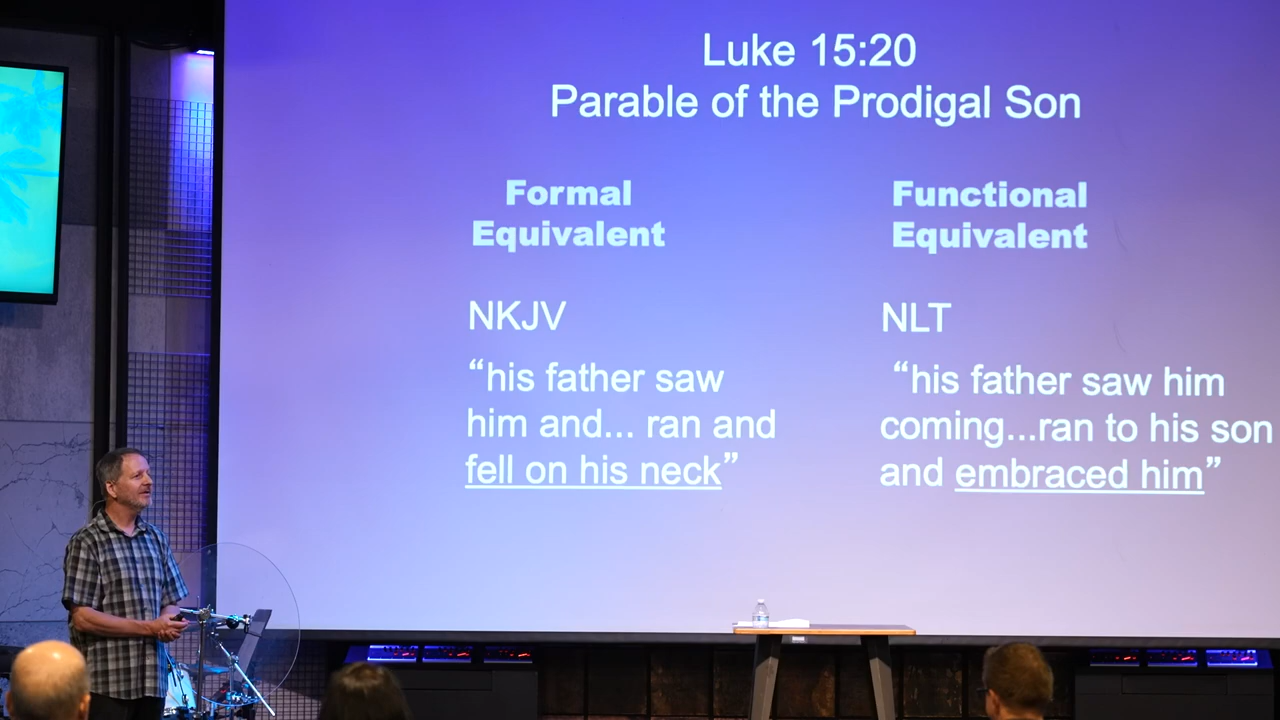 Luke 15:20
Parable of the Prodigal Son
Formal
Equivalent
NKJV
“his father saw
him and... ran and
fell on his neck”
Functional
Equivalent
NLT
“his father saw him
coming...ran to his son
and embraced him”